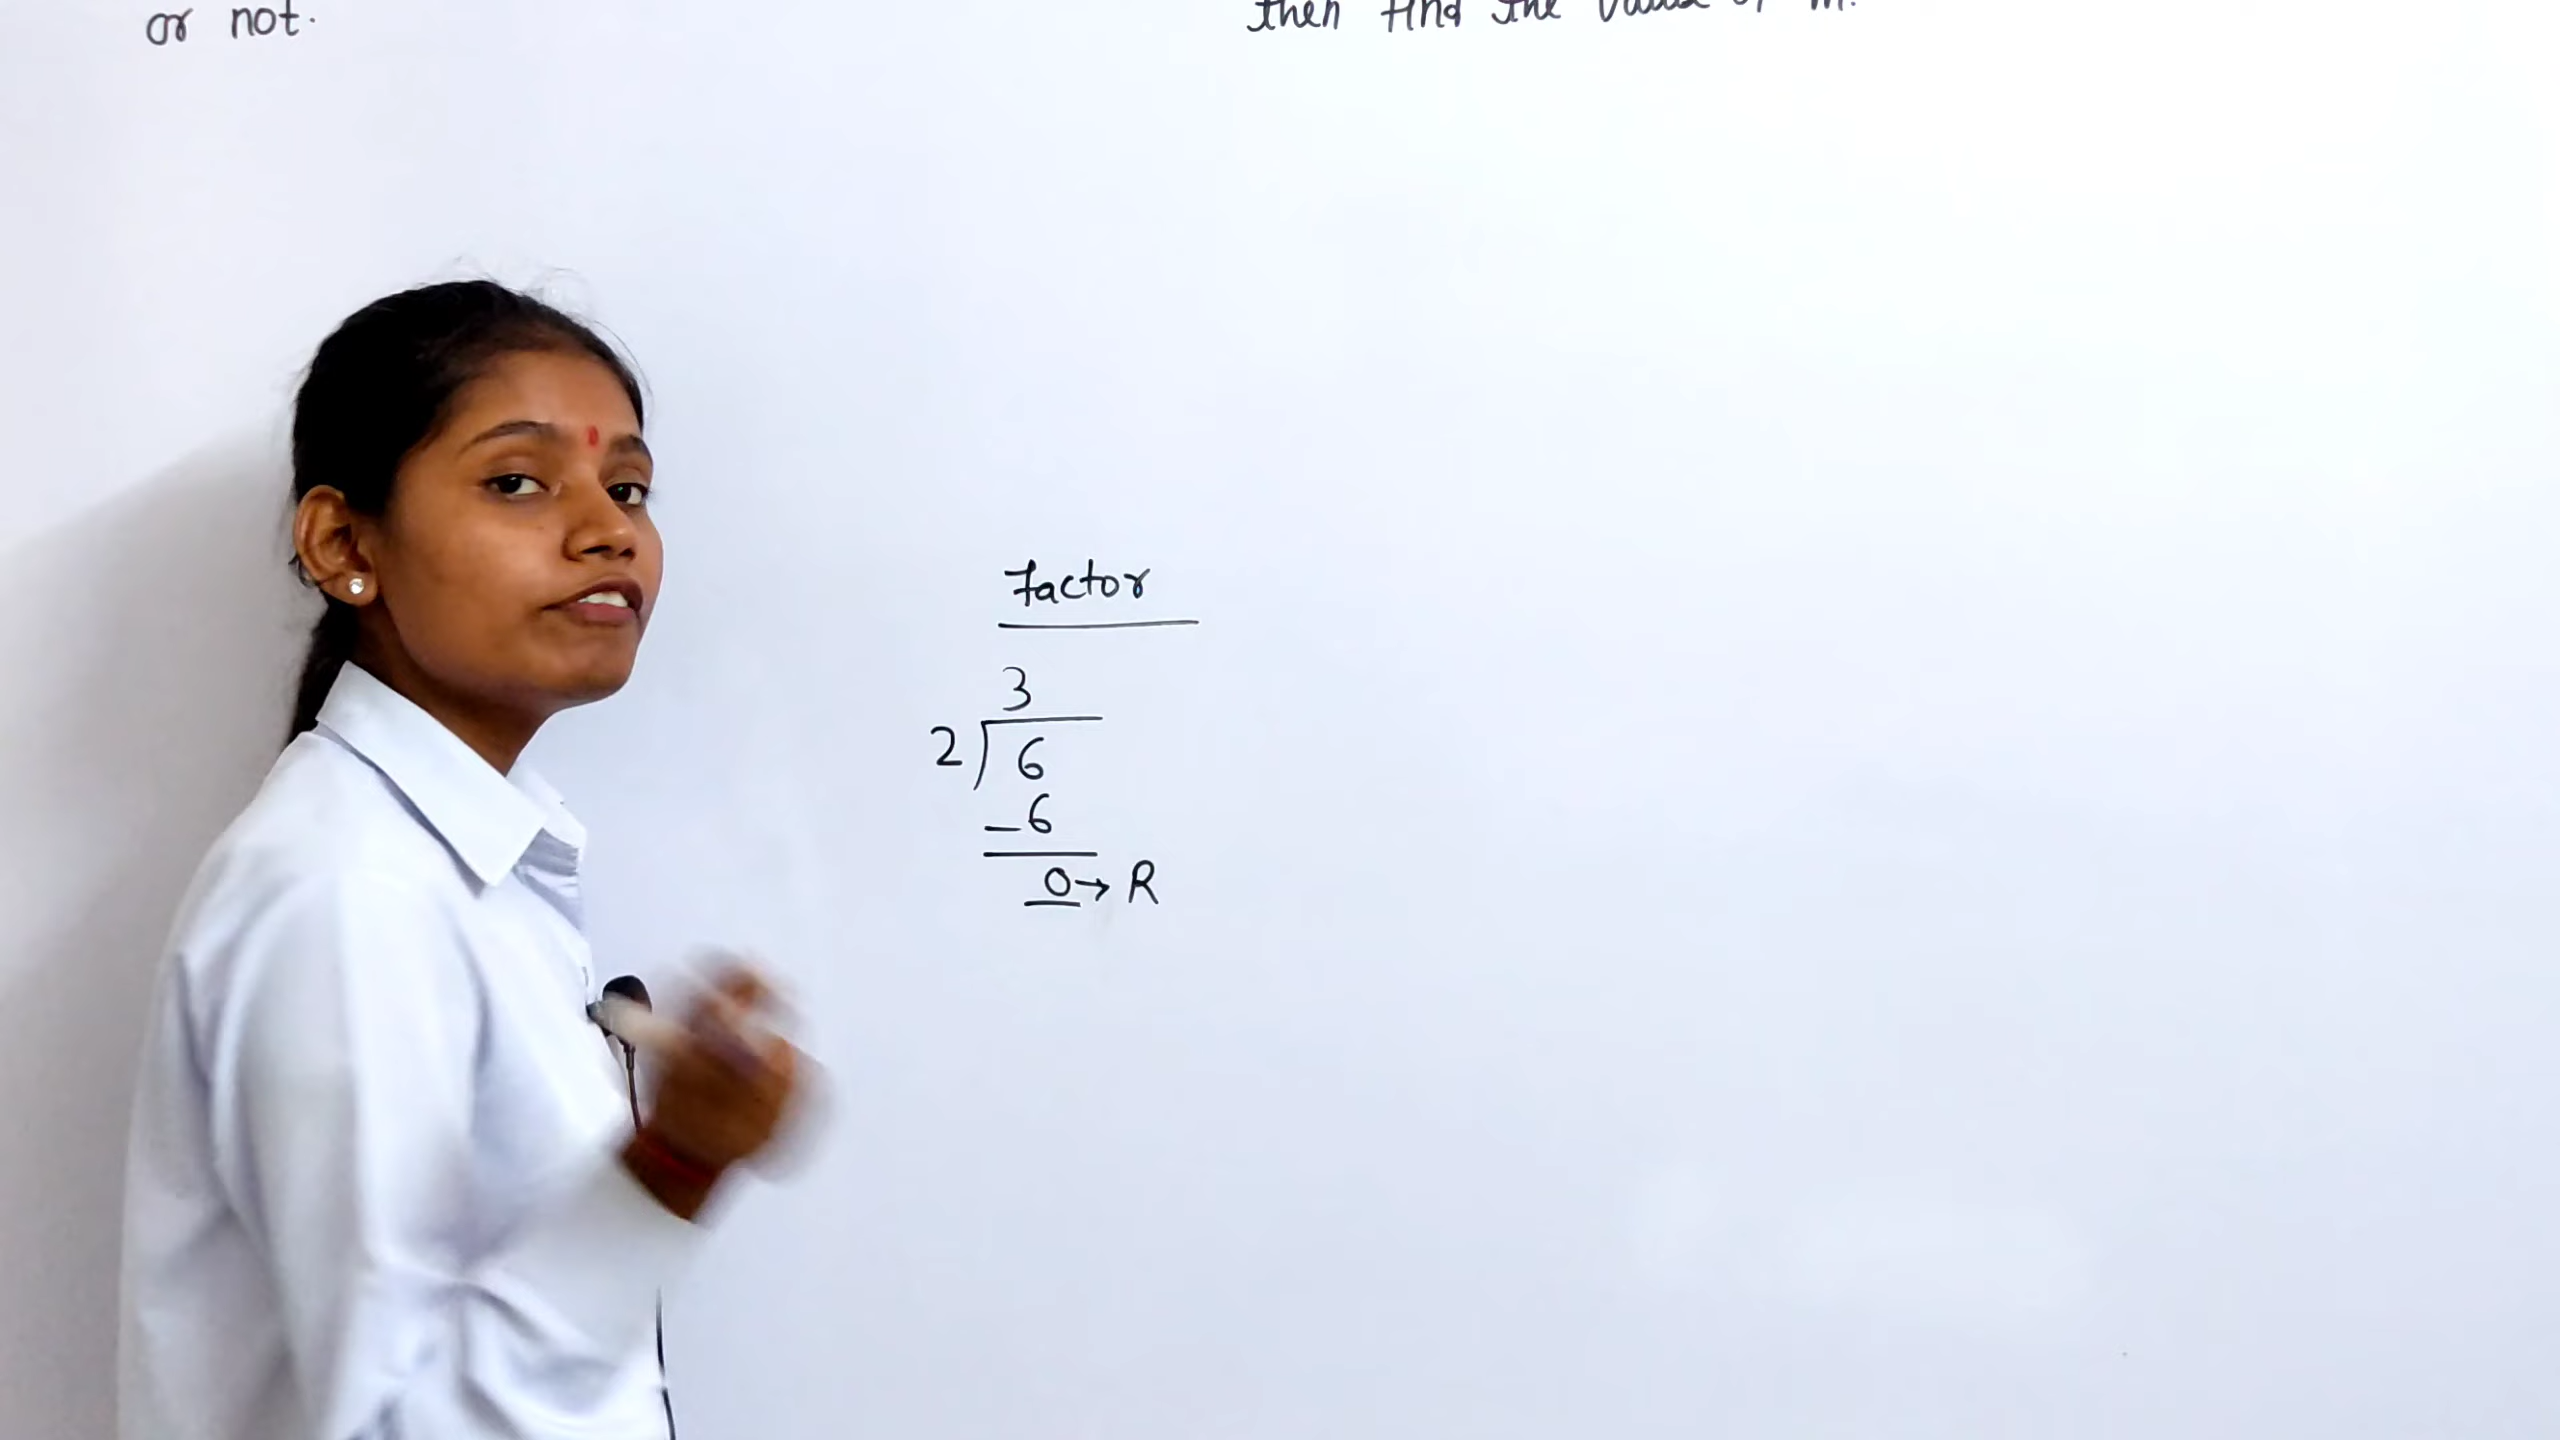 or not.
then find the value of m.
Factor
3
2 6
-6
0→ R